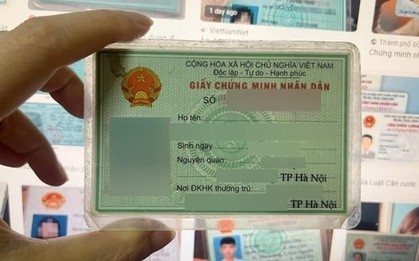 1 day ago
VietNamNet
CỘNG HÒA XÃ HỘI CHỦ NGHĨA VIỆT NAM
Độc lập - Tự do - Hạnh phúc
GIẤY CHỨNG MINH NHÂN DÂN
SỐ
Họ tên:
Sinh ngày
Nguyên quán:
TP Hà Nội
Nơi ĐKHK thường trú:
TP Hà Nội